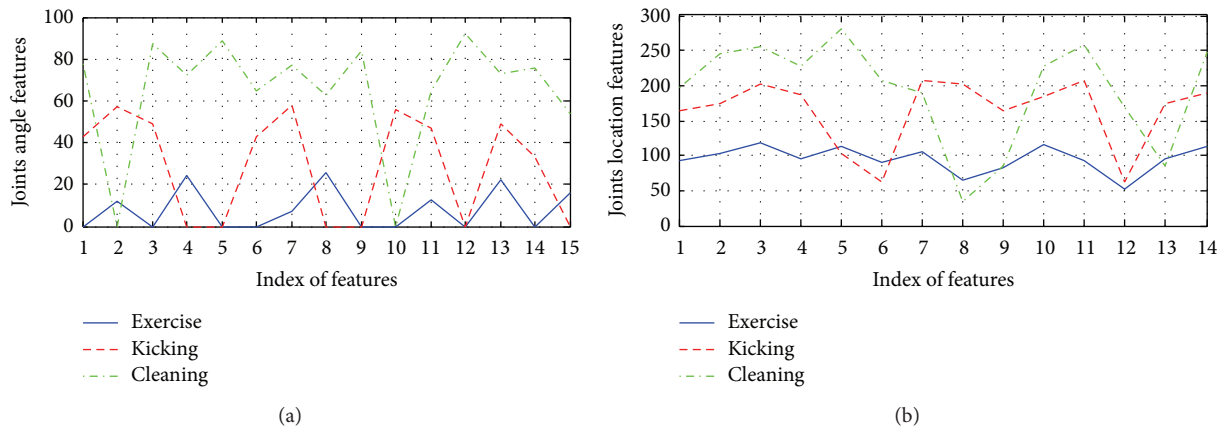 100
80
60
40
20
0
Joints angle features
1 2 3 4 5 6 7 8 9 10 11 12 13 14 15
Index of features
Exercise
Kicking
Cleaning
(a)
300
250
200
150
100
50
0
Joints location features
1 2 3 4 5 6 7 8 9 10 11 12 13 14
Index of features
Exercise
Kicking
Cleaning
(b)